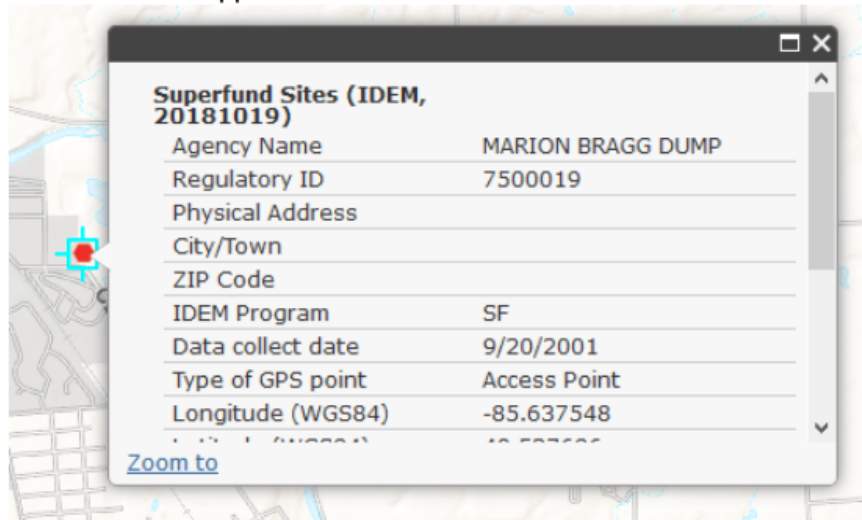 Superfund Sites (IDEM,
20181019)
Agency Name MARION BRAGG DUMP
Regulatory ID 7500019
Physical Address
City/Town
ZIP Code
IDEM Program SF
Data collect date 9/20/2001
Type of GPS point Access Point
Longitude (WGS84) -85.637548
Zoom to